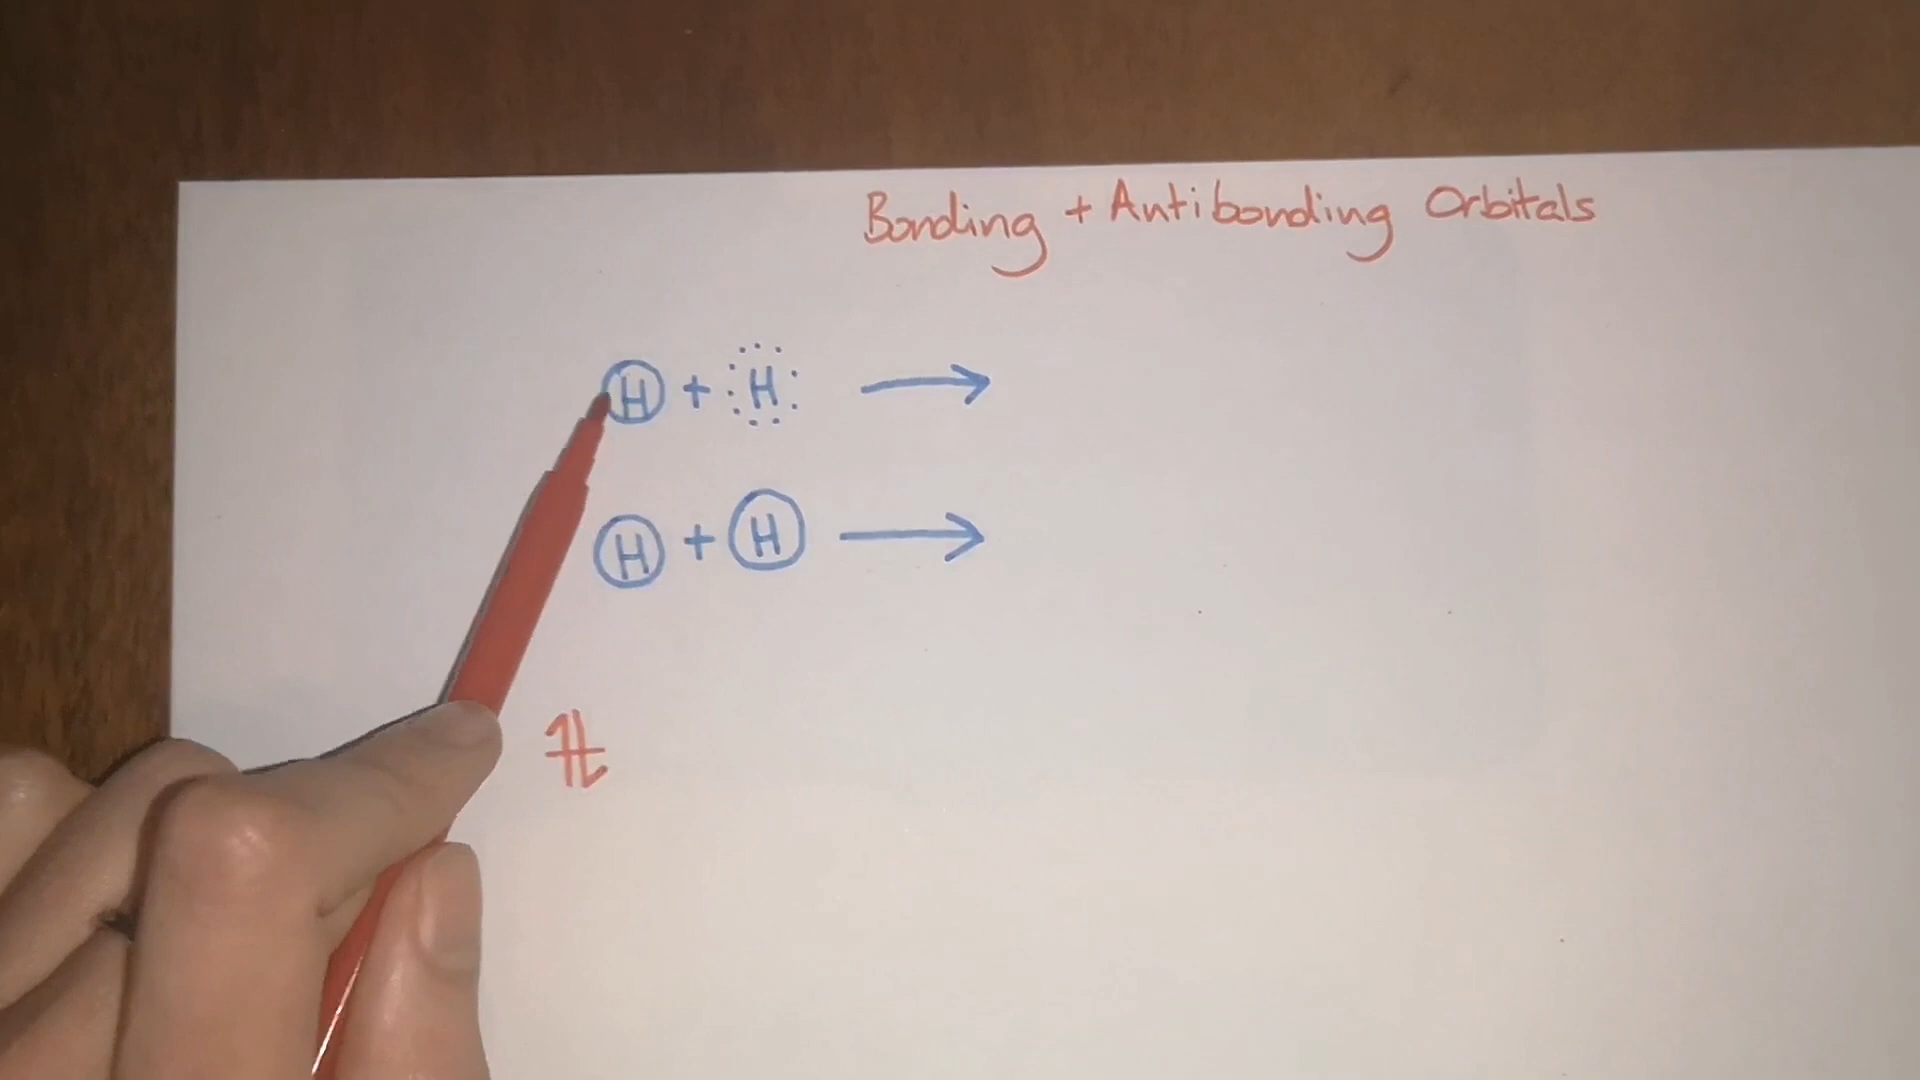 Bonding + Antibonding Orbitals
H + H →
H + H →
⥮